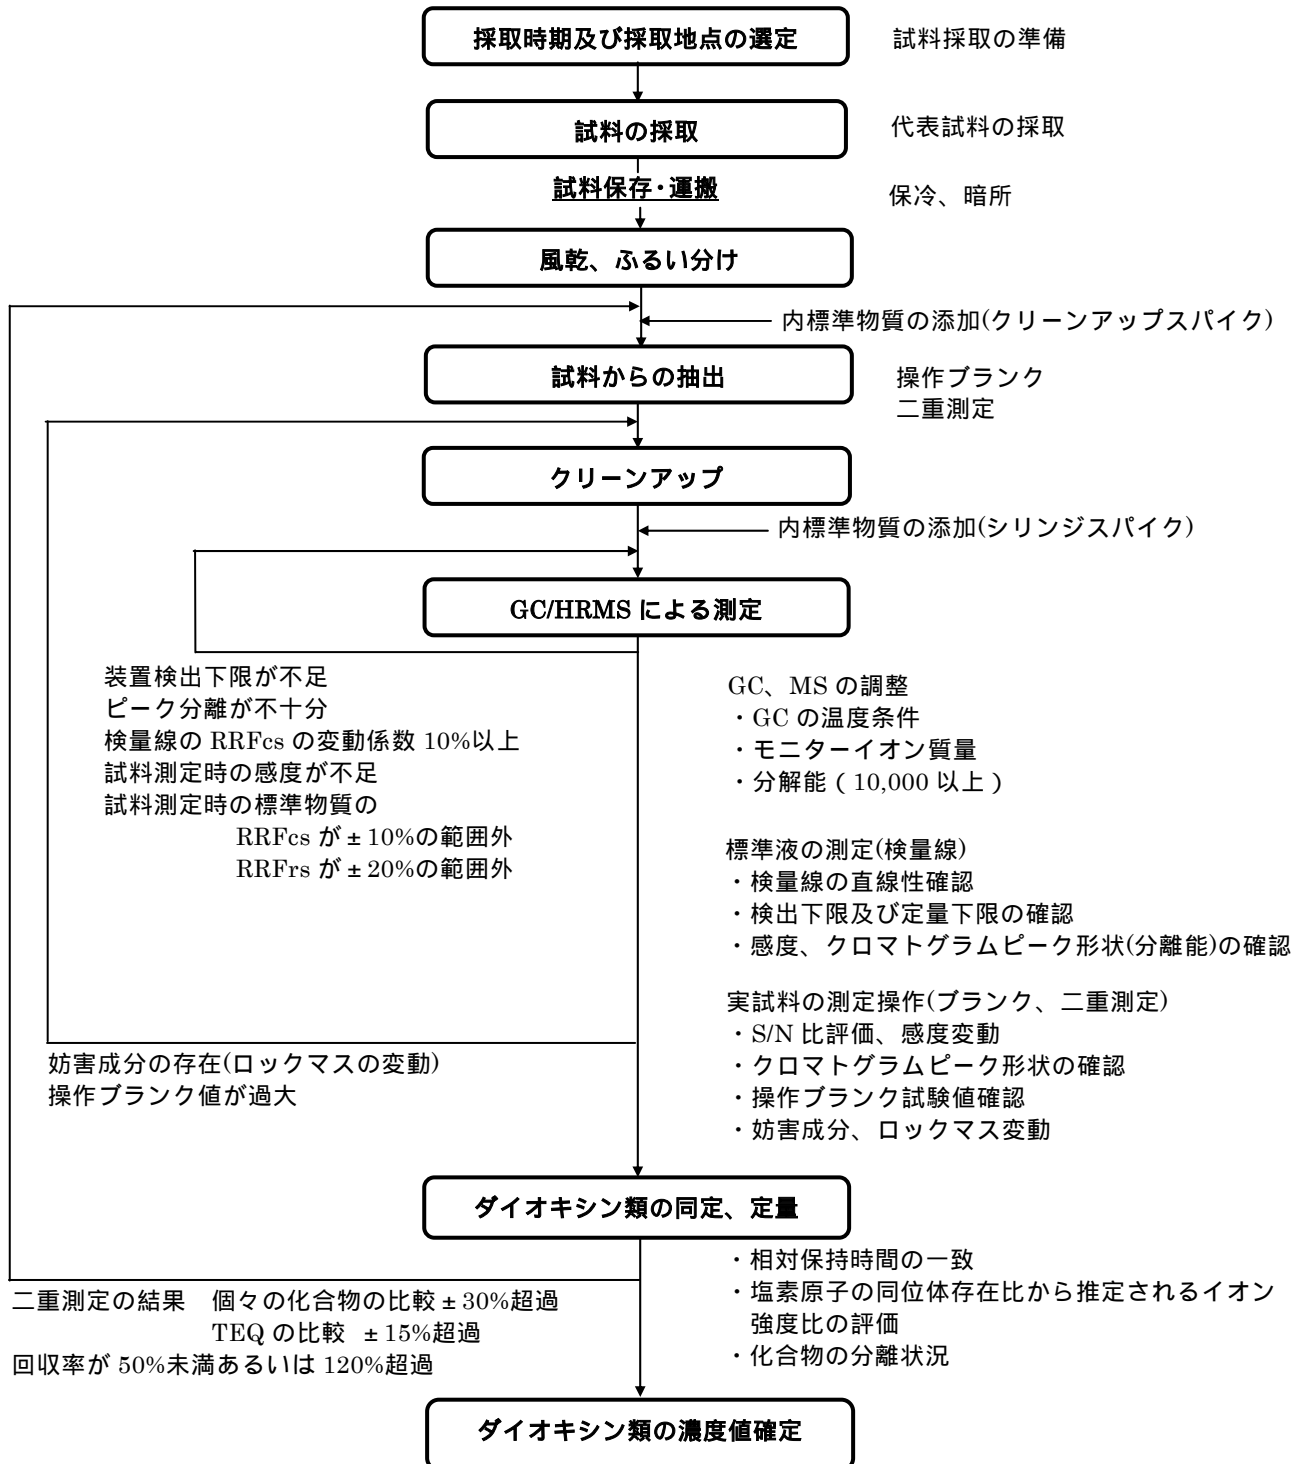 採取時期及び採取地点の選定
試料採取の準備
試料の採取
代表試料の採取
試料保存・運搬
保冷、暗所
風乾、ふるい分け
内標準物質の添加(クリーンアップスパイク)
試料からの抽出
操作ブランク
二重測定
クリーンアップ
内標準物質の添加(シリンジスパイク)
GC/HRMS による測定
装置検出下限が不足
ピーク分離が不十分
検量線の RRFcs の変動係数 10%以上
試料測定時の感度が不足
試料測定時の標準物質の
RRFcs が±10%の範囲外
RRFrs が±20%の範囲外
GC、MS の調整
・GC の温度条件
・モニターイオン質量
・分解能(10,000 以上)
標準液の測定(検量線)
・検量線の直線性確認
・検出下限及び定量下限の確認
・感度、クロマトグラムピーク形状(分離能)の確認
実試料の測定操作(ブランク、二重測定)
・S/N 比評価、感度変動
・クロマトグラムピーク形状の確認
・操作ブランク試験値確認
・妨害成分、ロックマス変動
妨害成分の存在(ロックマスの変動)
操作ブランク値が過大
ダイオキシン類の同定、定量
・相対保持時間の一致
・塩素原子の同位体存在比から推定されるイオン
強度比の評価
・化合物の分離状況
二重測定の結果 個々の化合物の比較±30%超過
TEQ の比較 ±15%超過
回収率が 50%未満あるいは 120%超過
ダイオキシン類の濃度値確定